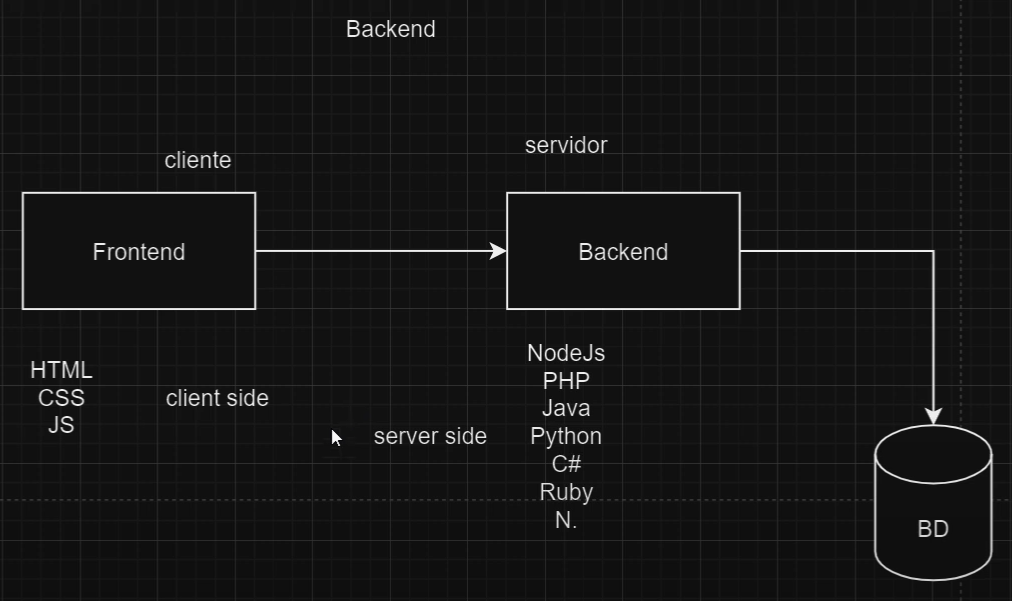 Backend
cliente
servidor
Frontend
Backend
HTML
CSS
JS
client side
server side
NodeJs
PHP
Java
Python
C#
Ruby
N.
BD